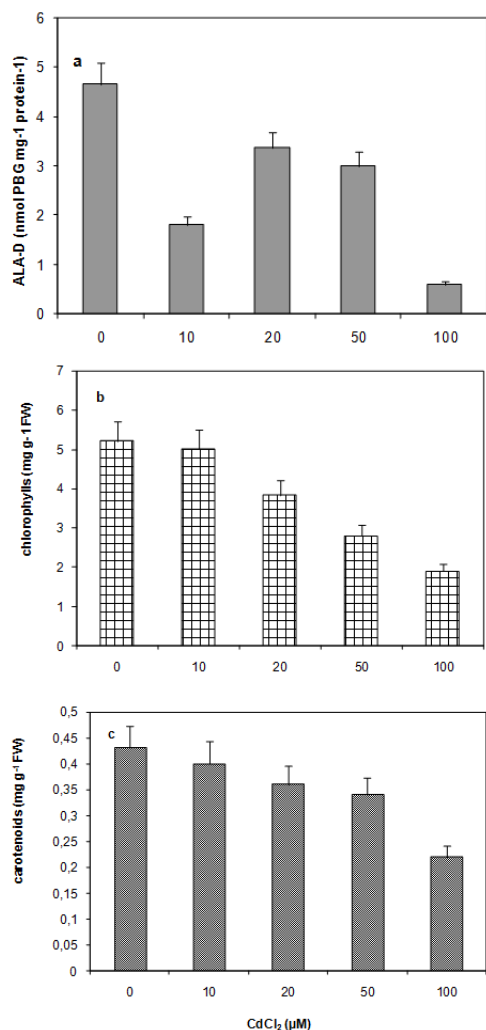 6
a
5
4
3
2
1
0
ALA-D (nmol PBG mg-1 protein-1)
0 10 20 50 100
7
b
6
5
4
3
2
1
0
chlorophylls (mg g-1 FW)
0 10 20 50 100
0,5
c
0,45
0,4
0,35
0,3
0,25
0,2
0,15
0,1
0,05
0
carotenoids (mg g⁻¹ FW)
0 10 20 50 100
CdCl₂ (µM)